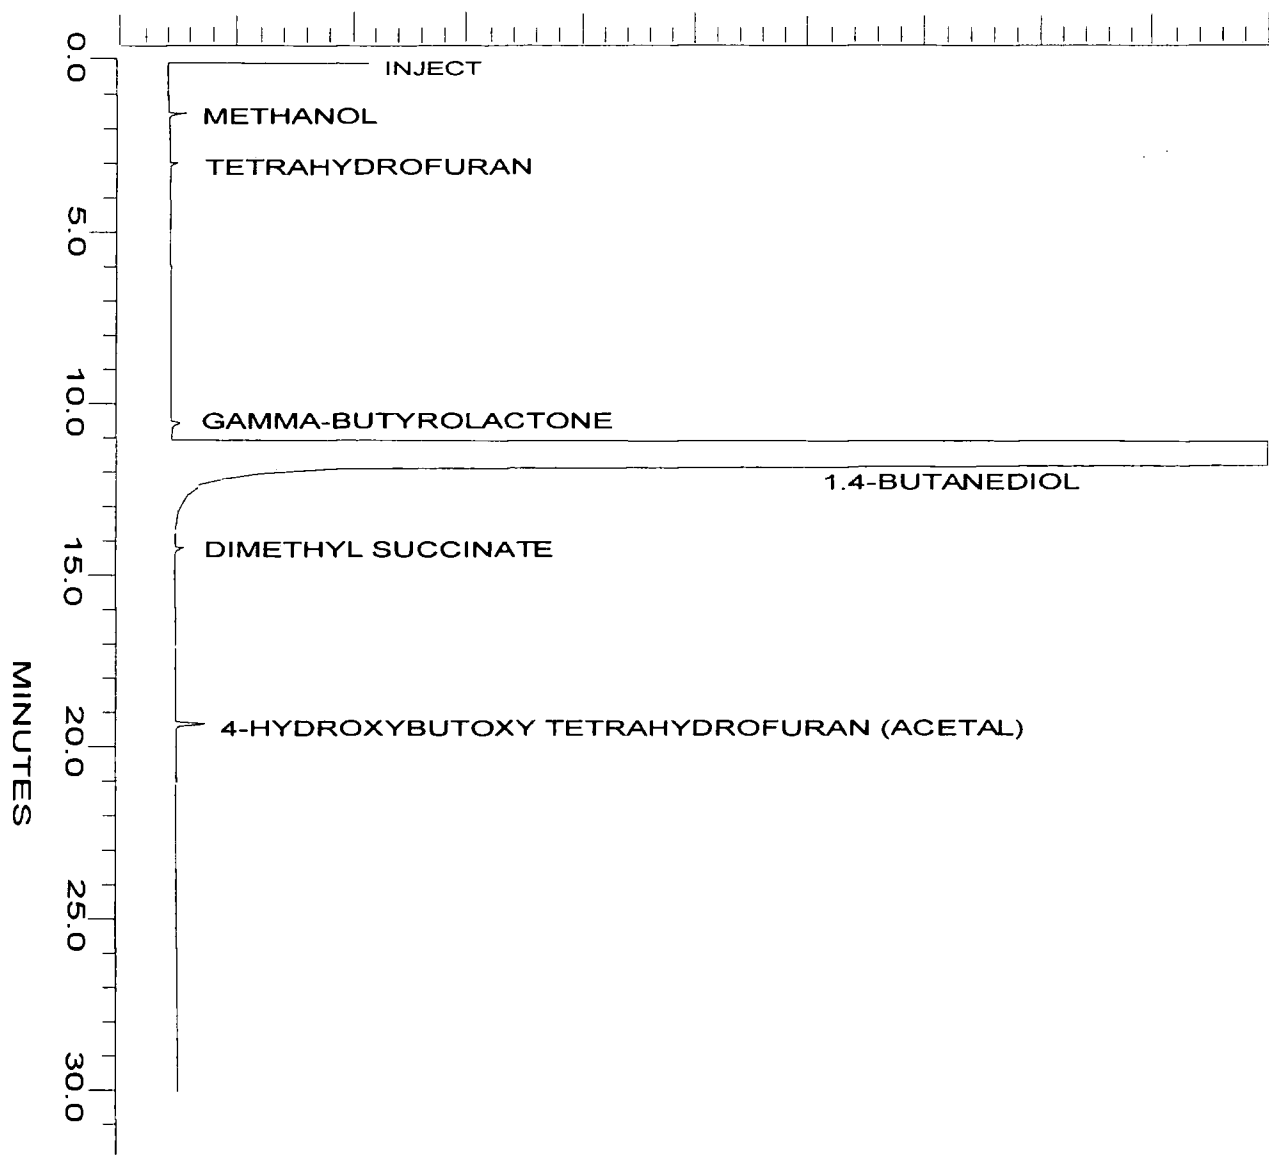 INJECT
METHANOL
TETRAHYDROFURAN
GAMMA-BUTYROLACTONE
1.4-BUTANEDIOL
DIMETHYL SUCCINATE
4-HYDROXYBUTOXY TETRAHYDROFURAN (ACETAL)
0.0
5.0
10.0
15.0
20.0
25.0
30.0
MINUTES